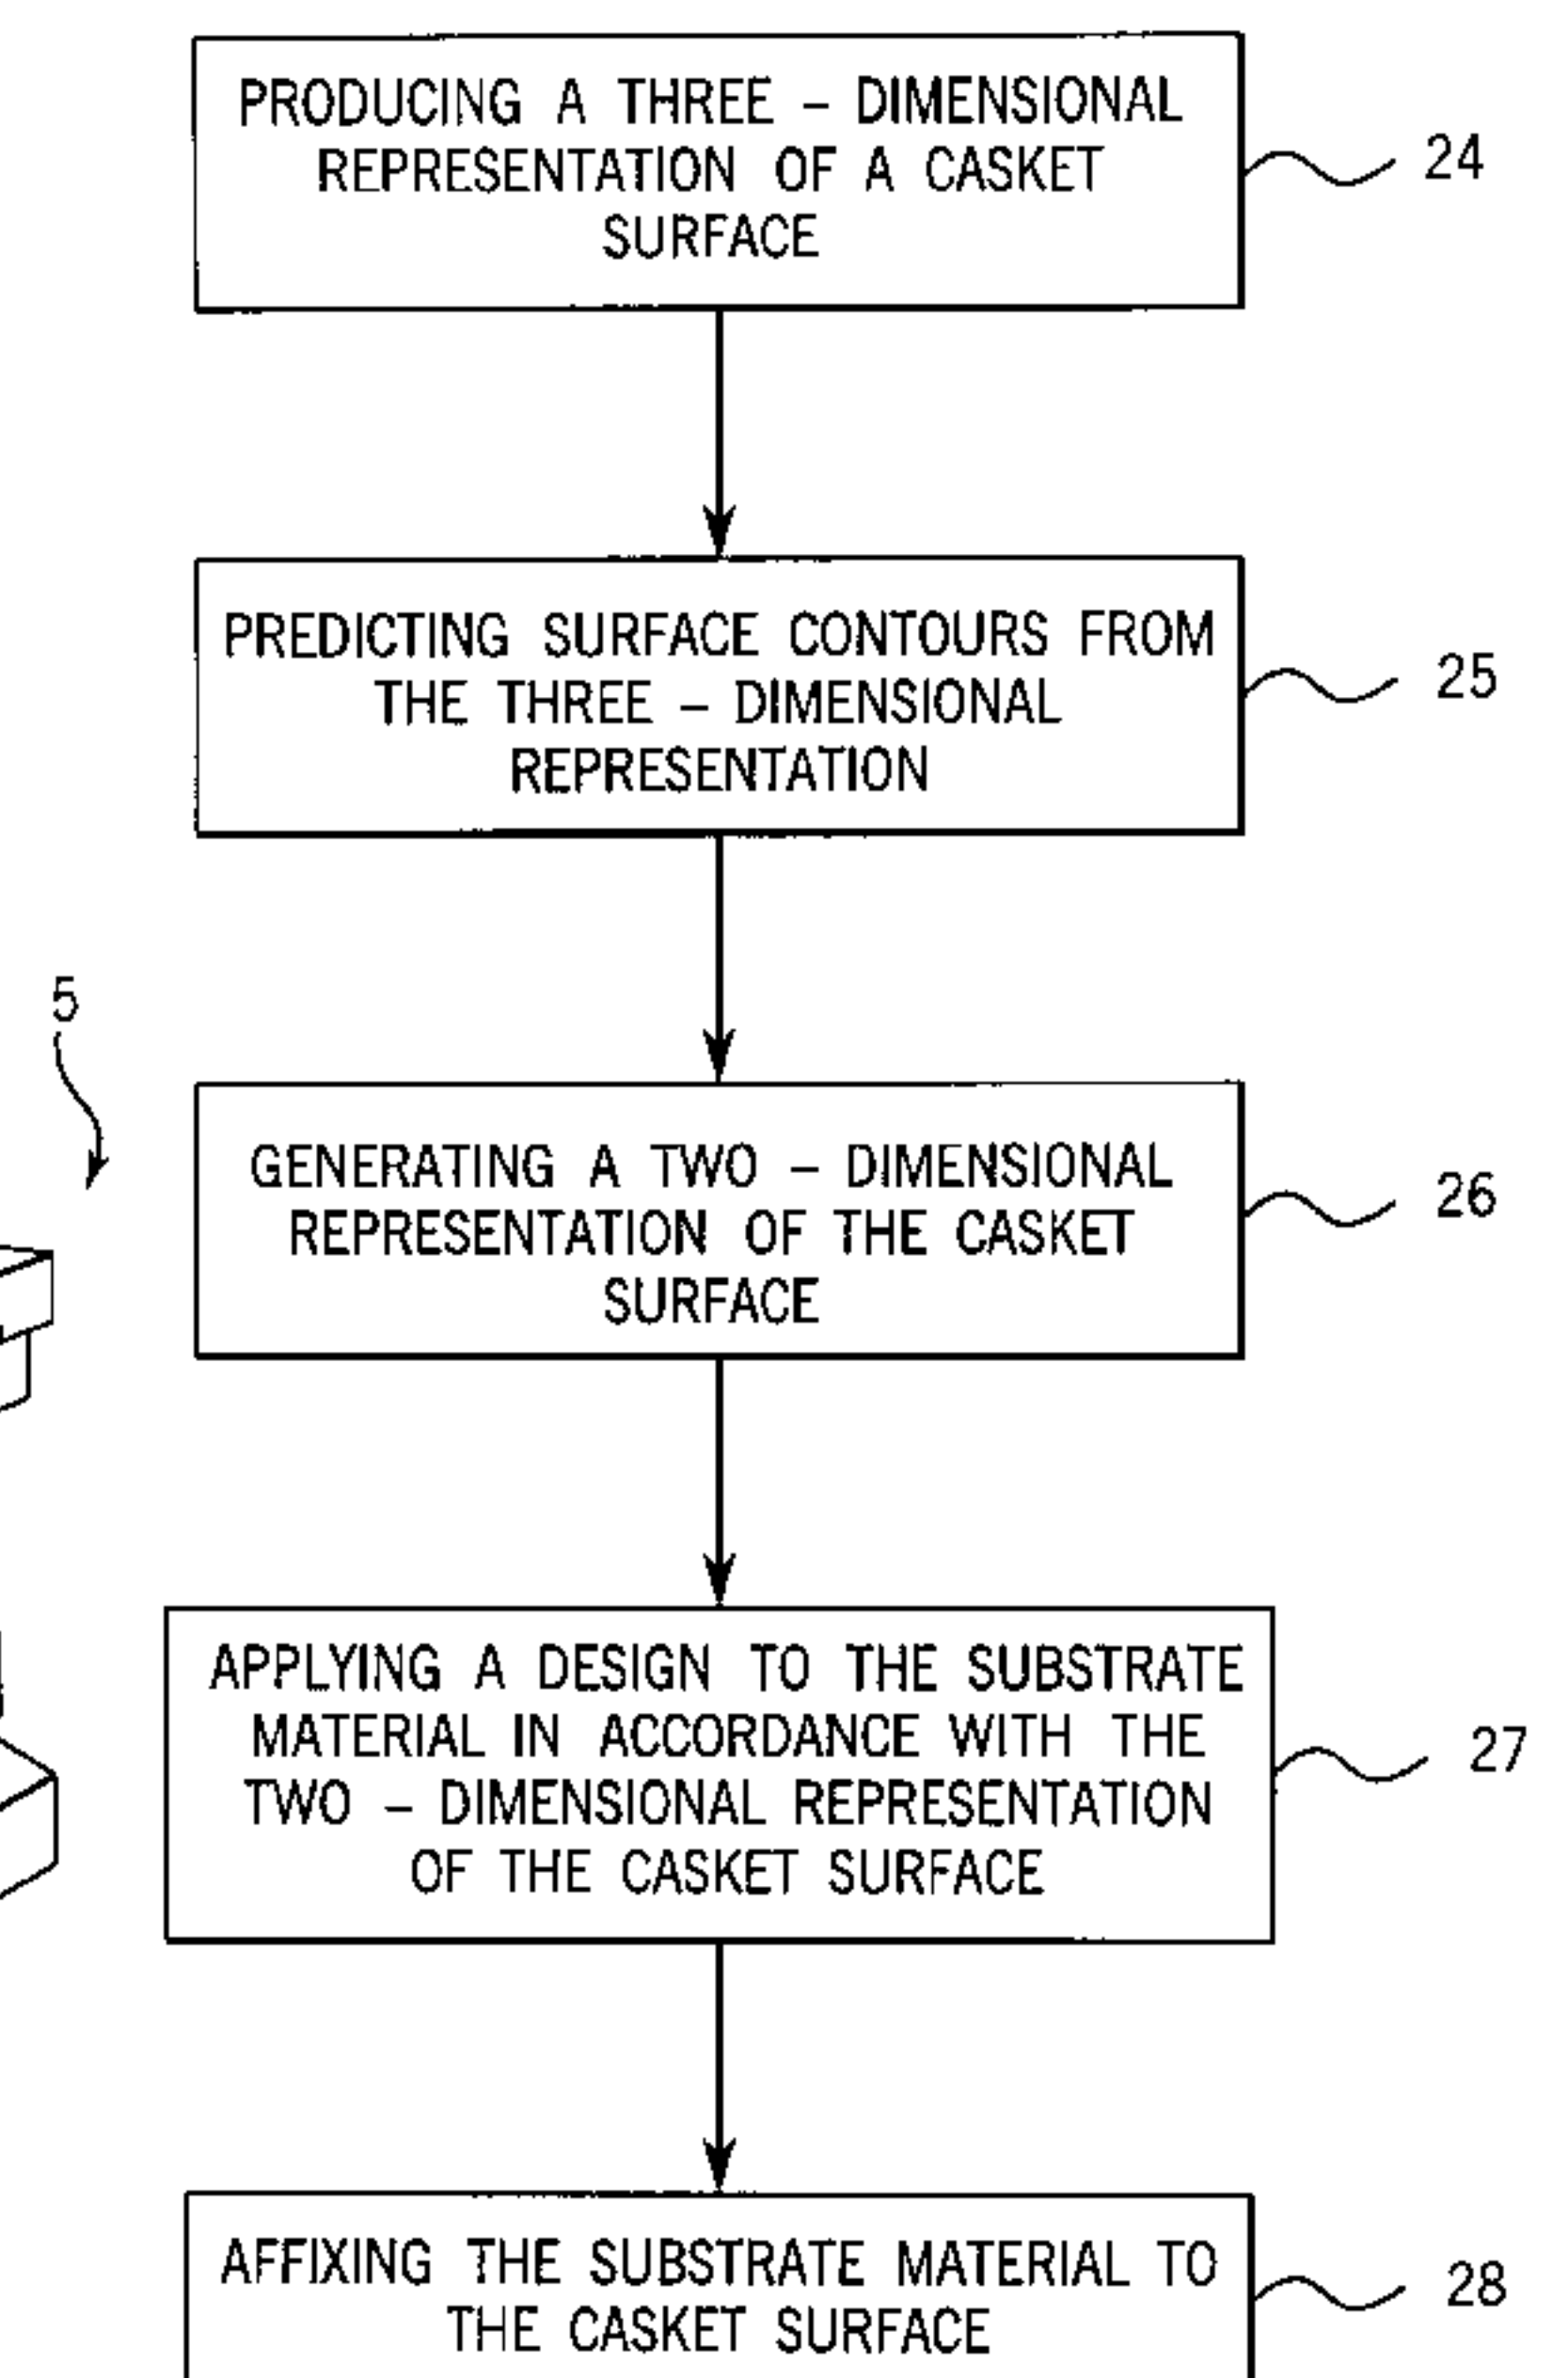 PRODUCING A THREE – DIMENSIONAL
REPRESENTATION OF A CASKET
SURFACE
24
PREDICTING SURFACE CONTOURS FROM
THE THREE – DIMENSIONAL
REPRESENTATION
25
5
GENERATING A TWO – DIMENSIONAL
REPRESENTATION OF THE CASKET
SURFACE
26
APPLYING A DESIGN TO THE SUBSTRATE
MATERIAL IN ACCORDANCE WITH THE
TWO – DIMENSIONAL REPRESENTATION
OF THE CASKET SURFACE
27
AFFIXING THE SUBSTRATE MATERIAL TO
THE CASKET SURFACE
28